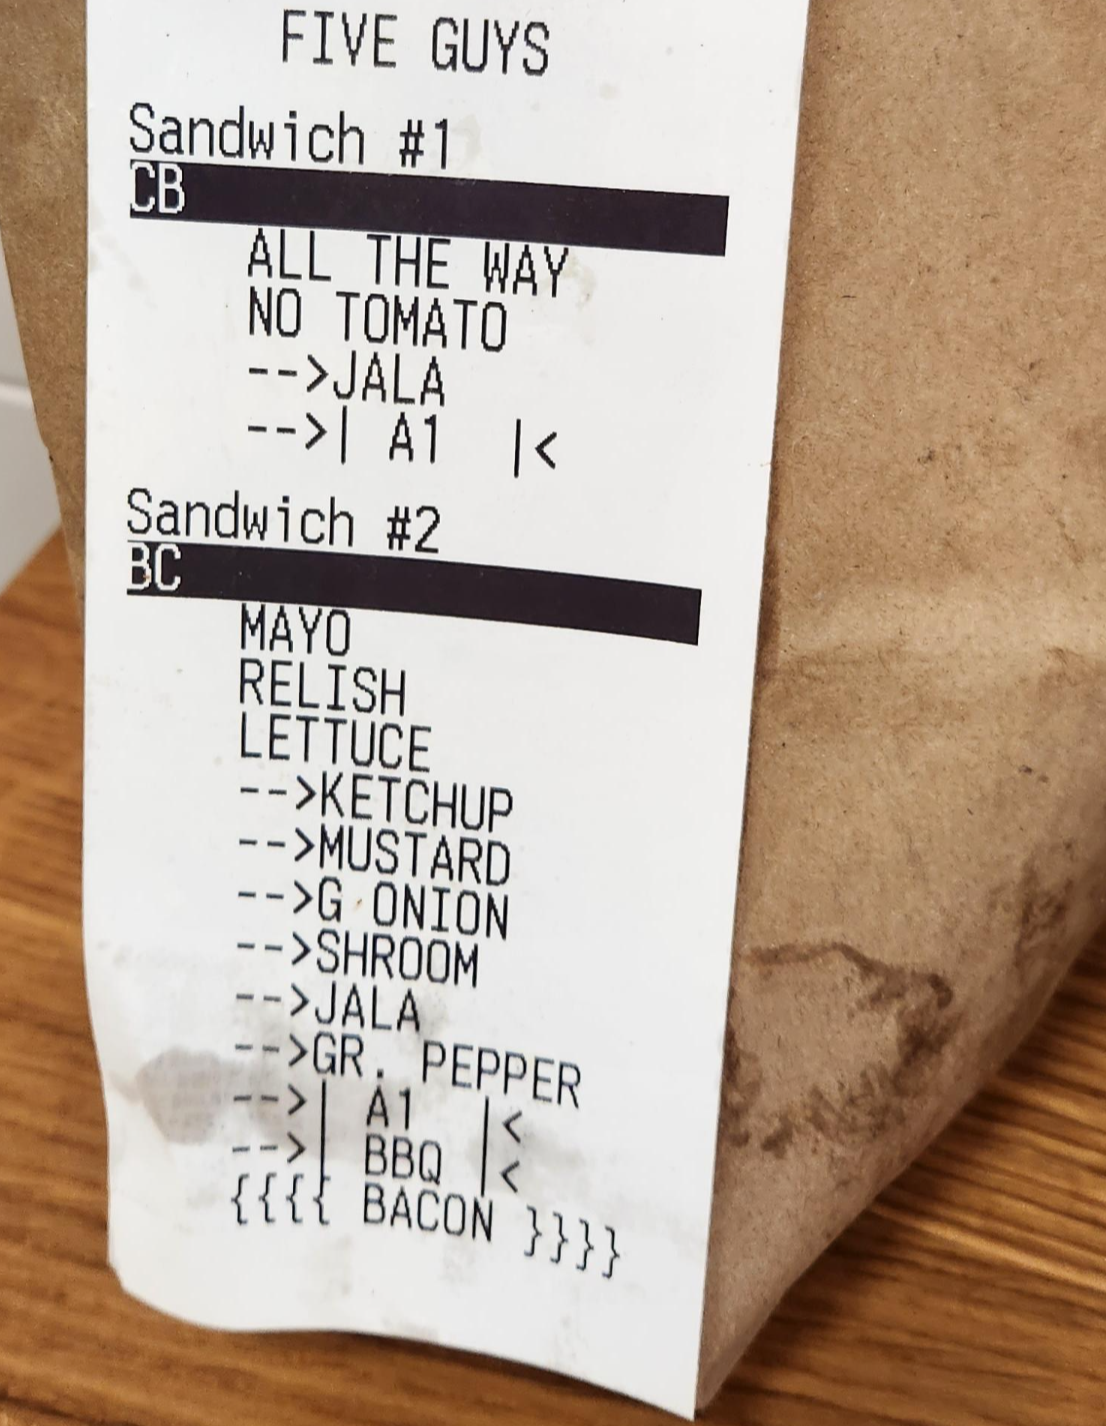 FIVE GUYS
Sandwich #1
CB
ALL THE WAY
NO TOMATO
-->JALA
-->| A1 |<
Sandwich #2
BC
MAYO
RELISH
LETTUCE
-->KETCHUP
-->MUSTARD
-->G ONION
-->SHROOM
-->JALA
-->GR. PEPPER
-->| A1 |<
-->| BBQ |<
{{{{ BACON }}}}